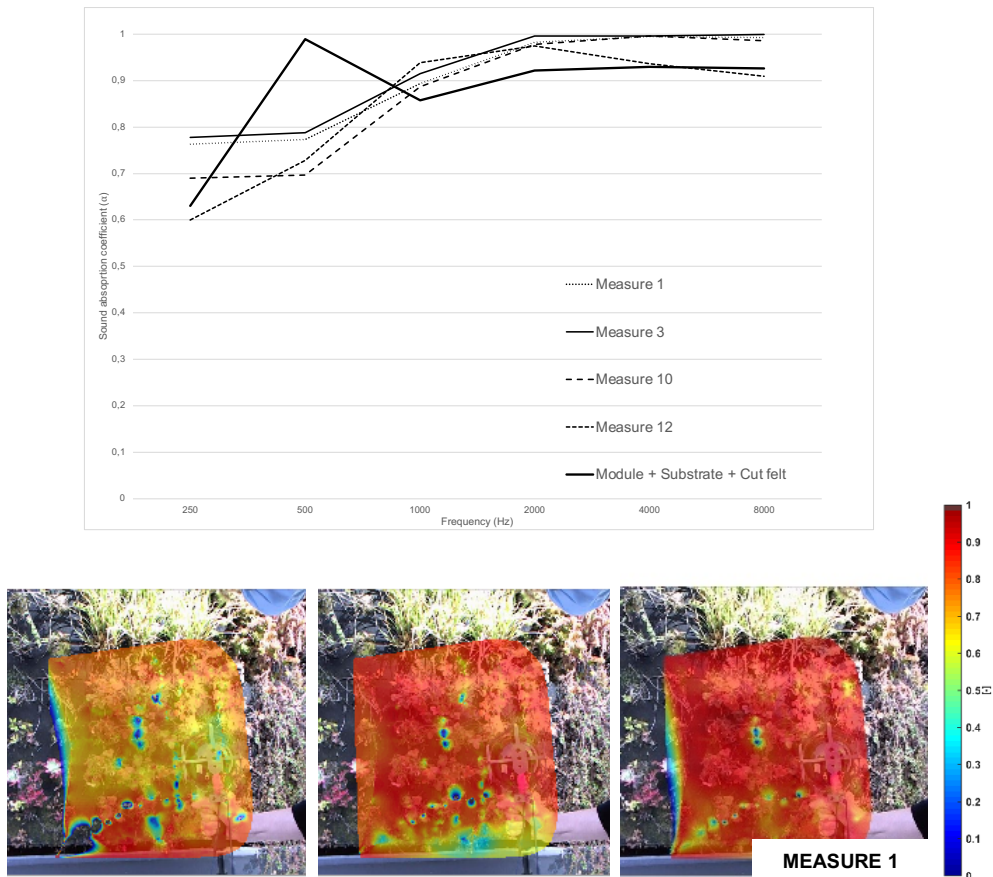 1
0,9
0,8
0,7
0,6
0,5
0,4
0,3
0,2
0,1
0
Sound absoprtion coefficient (α)
Measure 1
Measure 3
Measure 10
Measure 12
Module + Substrate + Cut felt
250 500 1000 2000 4000 8000
Frequency (Hz)
1
0.9
0.8
0.7
0.6
0.5
0.4
0.3
0.2
0.1
0
MEASURE 1